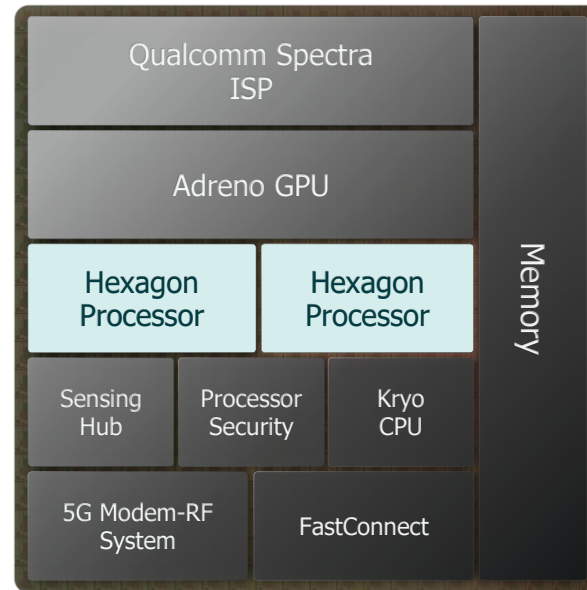 Qualcomm Spectra
ISP
Adreno GPU
Hexagon
Processor
Hexagon
Processor
Memory
Sensing
Hub
Processor
Security
Kryo
CPU
5G Modem-RF
System
FastConnect